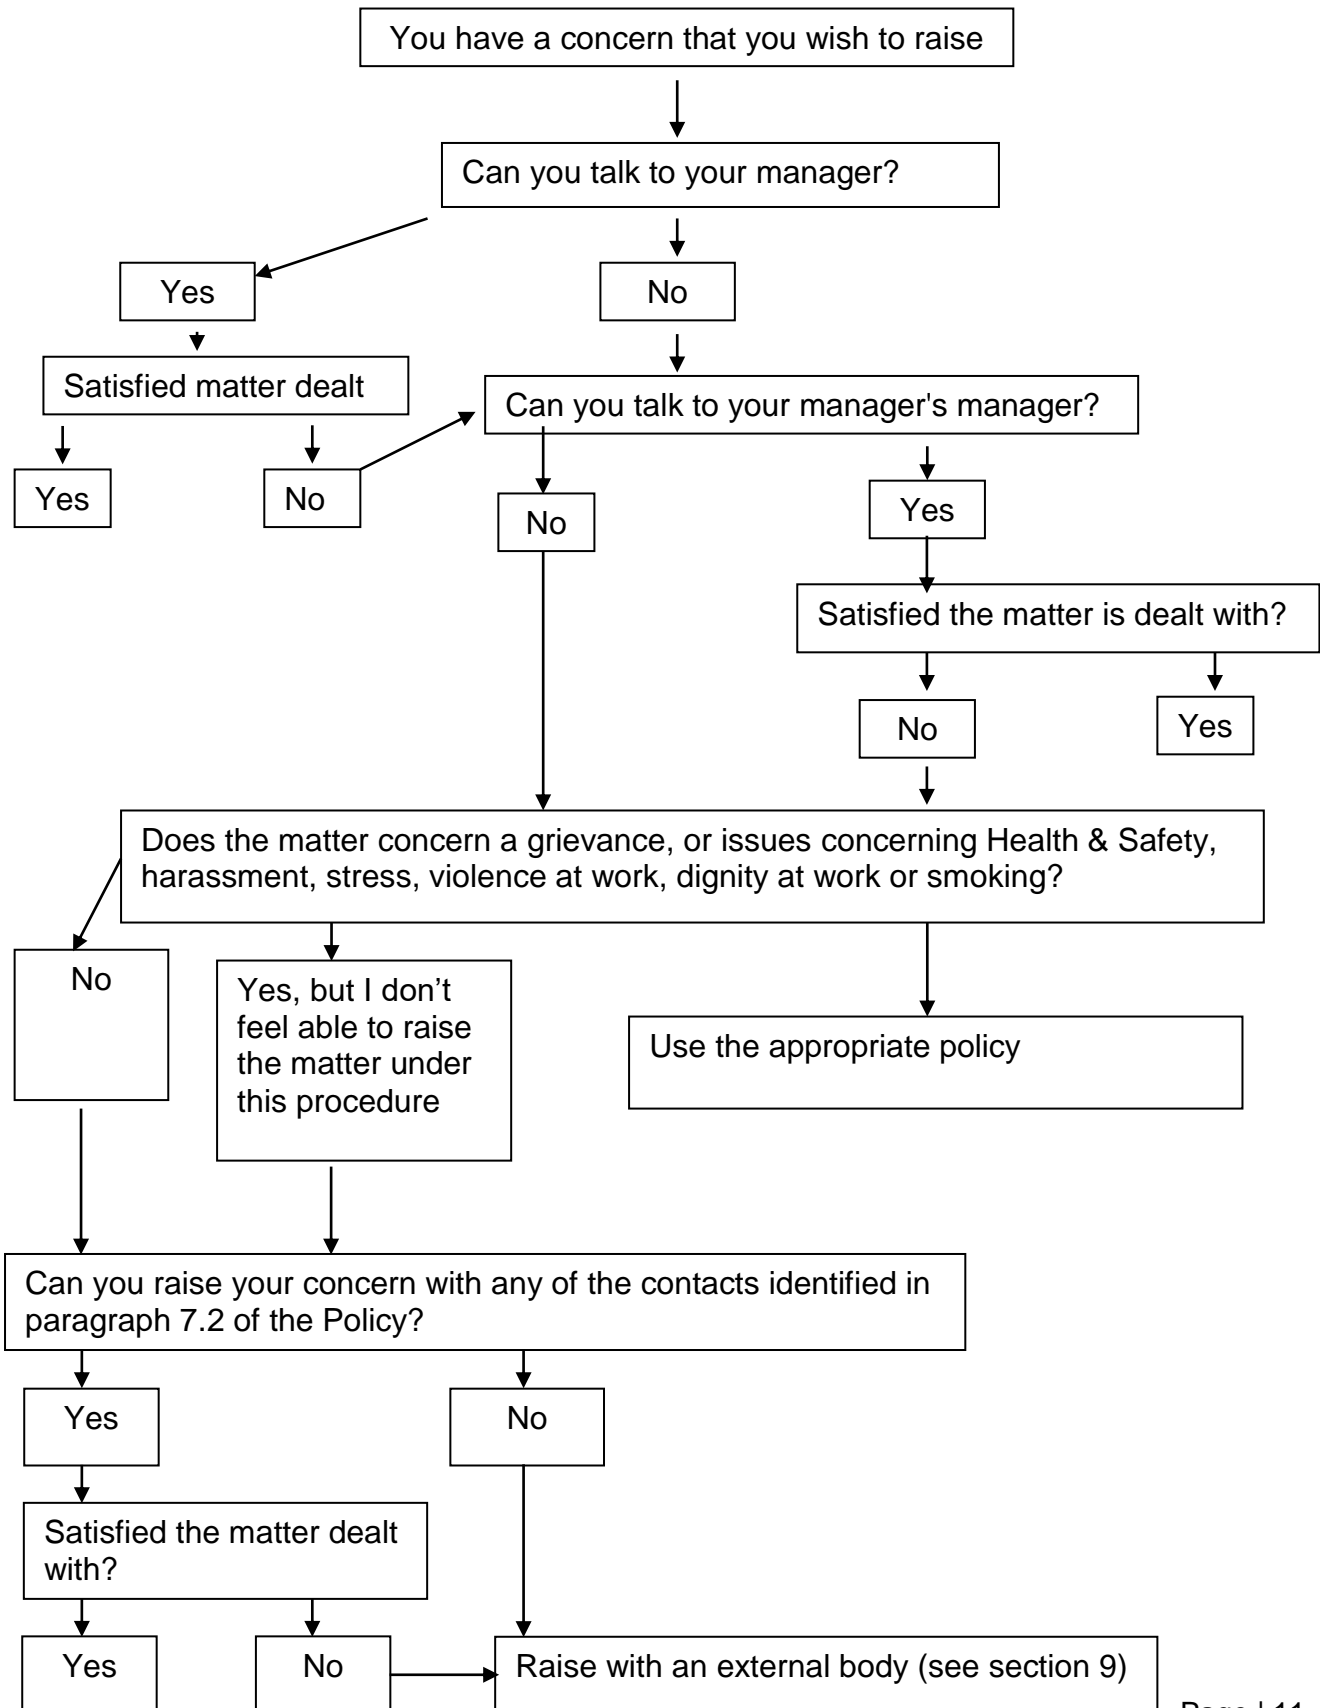 You have a concern that you wish to raise
Can you talk to your manager?
Yes
No
Satisfied matter dealt
Can you talk to your manager's manager?
Yes
No
No
Yes
Satisfied the matter is dealt with?
No
Yes
Does the matter concern a grievance, or issues concerning Health & Safety,
harassment, stress, violence at work, dignity at work or smoking?
No
Yes, but I don’t
feel able to raise
the matter under
this procedure
Use the appropriate policy
Can you raise your concern with any of the contacts identified in
paragraph 7.2 of the Policy?
Yes
No
Satisfied the matter dealt
with?
Yes
No
Raise with an external body (see section 9)
Page | 11